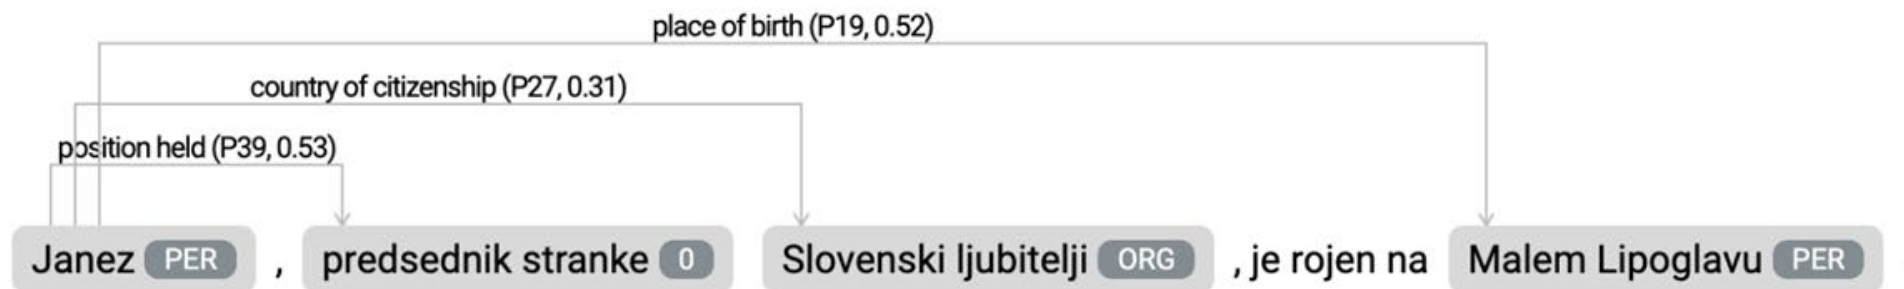 place of birth (P19, 0.52)
country of citizenship (P27, 0.31)
position held (P39, 0.53)
Janez PER , predsednik stranke 0 Slovenski ljubitelji ORG , je rojen na Malem Lipoglavu PER